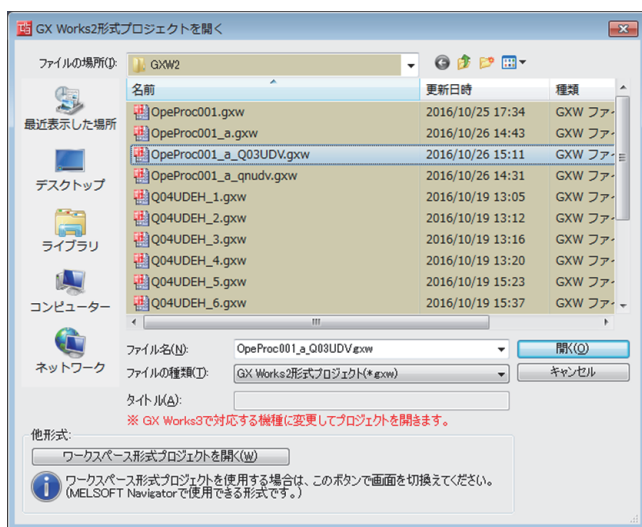 GX Works2形式プロジェクトを開く
ファイルの場所(I):
GXW2
名前
更新日時
種類
最近表示した場所
デスクトップ
ライブラリ
コンピューター
ネットワーク
OpeProc001.gxw 2016/10/25 17:34 GXW ファ
OpeProc001_a.gxw 2016/10/26 14:43 GXW ファ
OpeProc001_a_Q03UDV.gxw 2016/10/26 15:11 GXW ファ
OpeProc001_a_qnudv.gxw 2016/10/26 14:31 GXW ファ
Q04UDEH_1.gxw 2016/10/19 13:05 GXW ファ
Q04UDEH_2.gxw 2016/10/19 13:12 GXW ファ
Q04UDEH_3.gxw 2016/10/19 13:16 GXW ファ
Q04UDEH_4.gxw 2016/10/19 13:20 GXW ファ
Q04UDEH_5.gxw 2016/10/19 15:23 GXW ファ
Q04UDEH_6.gxw 2016/10/19 15:37 GXW ファ
ファイル名(N): OpeProc001_a_Q03UDV.gxw 開く(O)
ファイルの種類(T): GX Works2形式プロジェクト(*.gxw) キャンセル
タイトル(A):
※ GX Works3で対応する機種に変更してプロジェクトを開きます。
他形式:
ワークスペース形式プロジェクトを開く(W)
ワークスペース形式プロジェクトを使用する場合は、このボタンで画面を切換えてください。
(MELSOFT Navigatorで使用できる形式です。)